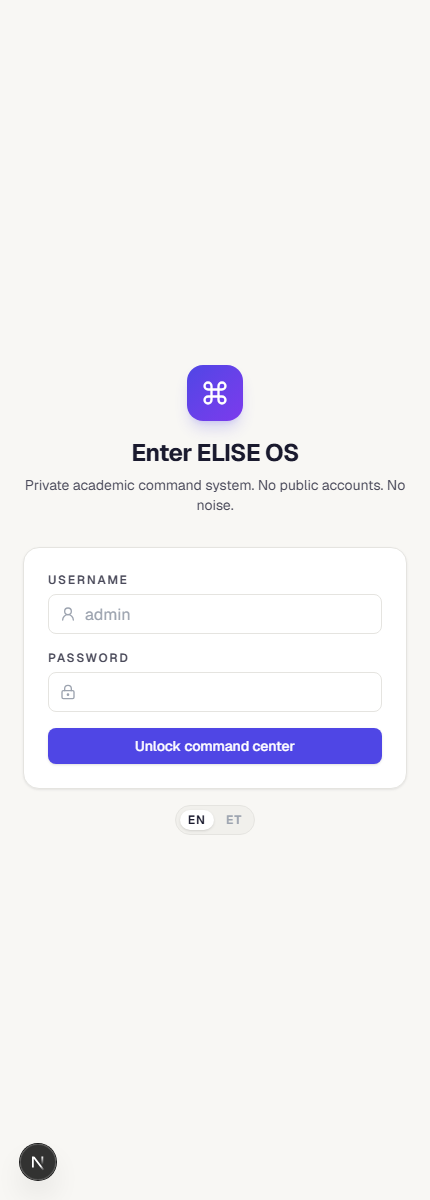 ⌘
Enter ELISE OS
Private academic command system. No public accounts. No
noise.
USERNAME
admin
PASSWORD
Unlock command center
EN ET
N